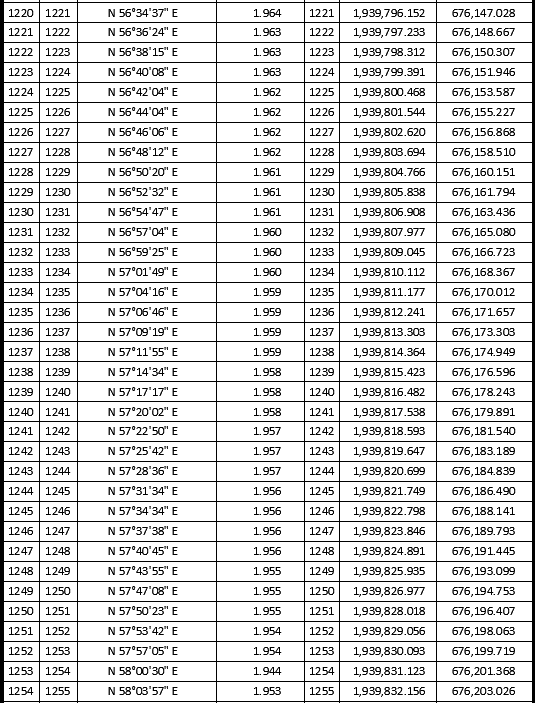 1220 1221 N 56°34'37" E 1.964 1221 1,939,796.152 676,147.028
1221 1222 N 56°36'24" E 1.963 1222 1,939,797.233 676,148.667
1222 1223 N 56°38'15" E 1.963 1223 1,939,798.312 676,150.307
1223 1224 N 56°40'08" E 1.963 1224 1,939,799.391 676,151.946
1224 1225 N 56°42'04" E 1.962 1225 1,939,800.468 676,153.587
1225 1226 N 56°44'04" E 1.962 1226 1,939,801.544 676,155.227
1226 1227 N 56°46'06" E 1.962 1227 1,939,802.620 676,156.868
1227 1228 N 56°48'12" E 1.962 1228 1,939,803.694 676,158.510
1228 1229 N 56°50'20" E 1.961 1229 1,939,804.766 676,160.151
1229 1230 N 56°52'32" E 1.961 1230 1,939,805.838 676,161.794
1230 1231 N 56°54'47" E 1.961 1231 1,939,806.908 676,163.436
1231 1232 N 56°57'04" E 1.960 1232 1,939,807.977 676,165.080
1232 1233 N 56°59'25" E 1.960 1233 1,939,809.045 676,166.723
1233 1234 N 57°01'49" E 1.960 1234 1,939,810.112 676,168.367
1234 1235 N 57°04'16" E 1.959 1235 1,939,811.177 676,170.012
1235 1236 N 57°06'46" E 1.959 1236 1,939,812.241 676,171.657
1236 1237 N 57°09'19" E 1.959 1237 1,939,813.303 676,173.303
1237 1238 N 57°11'55" E 1.959 1238 1,939,814.364 676,174.949
1238 1239 N 57°14'34" E 1.958 1239 1,939,815.423 676,176.596
1239 1240 N 57°17'17" E 1.958 1240 1,939,816.482 676,178.243
1240 1241 N 57°20'02" E 1.958 1241 1,939,817.538 676,179.891
1241 1242 N 57°22'50" E 1.957 1242 1,939,818.593 676,181.540
1242 1243 N 57°25'42" E 1.957 1243 1,939,819.647 676,183.189
1243 1244 N 57°28'36" E 1.957 1244 1,939,820.699 676,184.839
1244 1245 N 57°31'34" E 1.956 1245 1,939,821.749 676,186.490
1245 1246 N 57°34'34" E 1.956 1246 1,939,822.798 676,188.141
1246 1247 N 57°37'38" E 1.956 1247 1,939,823.846 676,189.793
1247 1248 N 57°40'45" E 1.956 1248 1,939,824.891 676,191.445
1248 1249 N 57°43'55" E 1.955 1249 1,939,825.935 676,193.099
1249 1250 N 57°47'08" E 1.955 1250 1,939,826.977 676,194.753
1250 1251 N 57°50'23" E 1.955 1251 1,939,828.018 676,196.407
1251 1252 N 57°53'42" E 1.954 1252 1,939,829.056 676,198.063
1252 1253 N 57°57'05" E 1.954 1253 1,939,830.093 676,199.719
1253 1254 N 58°00'30" E 1.944 1254 1,939,831.123 676,201.368
1254 1255 N 58°03'57" E 1.953 1255 1,939,832.156 676,203.026